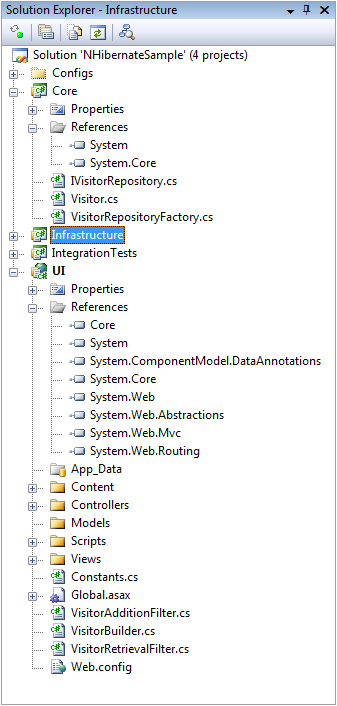 Solution Explorer - Infrastructure
Solution 'NHibernateSample' (4 projects)
Configs
Core
Properties
References
System
System.Core
IVisitorRepository.cs
Visitor.cs
VisitorRepositoryFactory.cs
Infrastructure
IntegrationTests
UI
Properties
References
Core
System
System.ComponentModel.DataAnnotations
System.Core
System.Web
System.Web.Abstractions
System.Web.Mvc
System.Web.Routing
App_Data
Content
Controllers
Models
Scripts
Views
Constants.cs
Global.asax
VisitorAdditionFilter.cs
VisitorBuilder.cs
VisitorRetrievalFilter.cs
Web.config